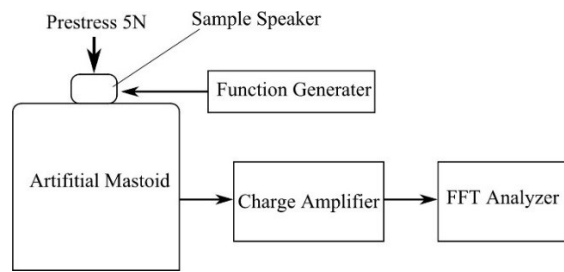 Prestress 5N
Sample Speaker
Function Generater
Artifitial Mastoid
Charge Amplifier
FFT Analyzer